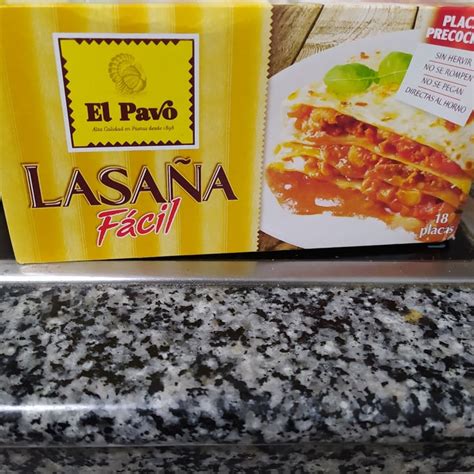 El Pavo
Alta Calidad en Pastas desde 1898
LASAÑA
Fácil
PLAC
PRECOCI
SIN HERVIR
NO SE ROMPEN
NO SE PEGAN
DIRECTAS AL HORNO
18
placas